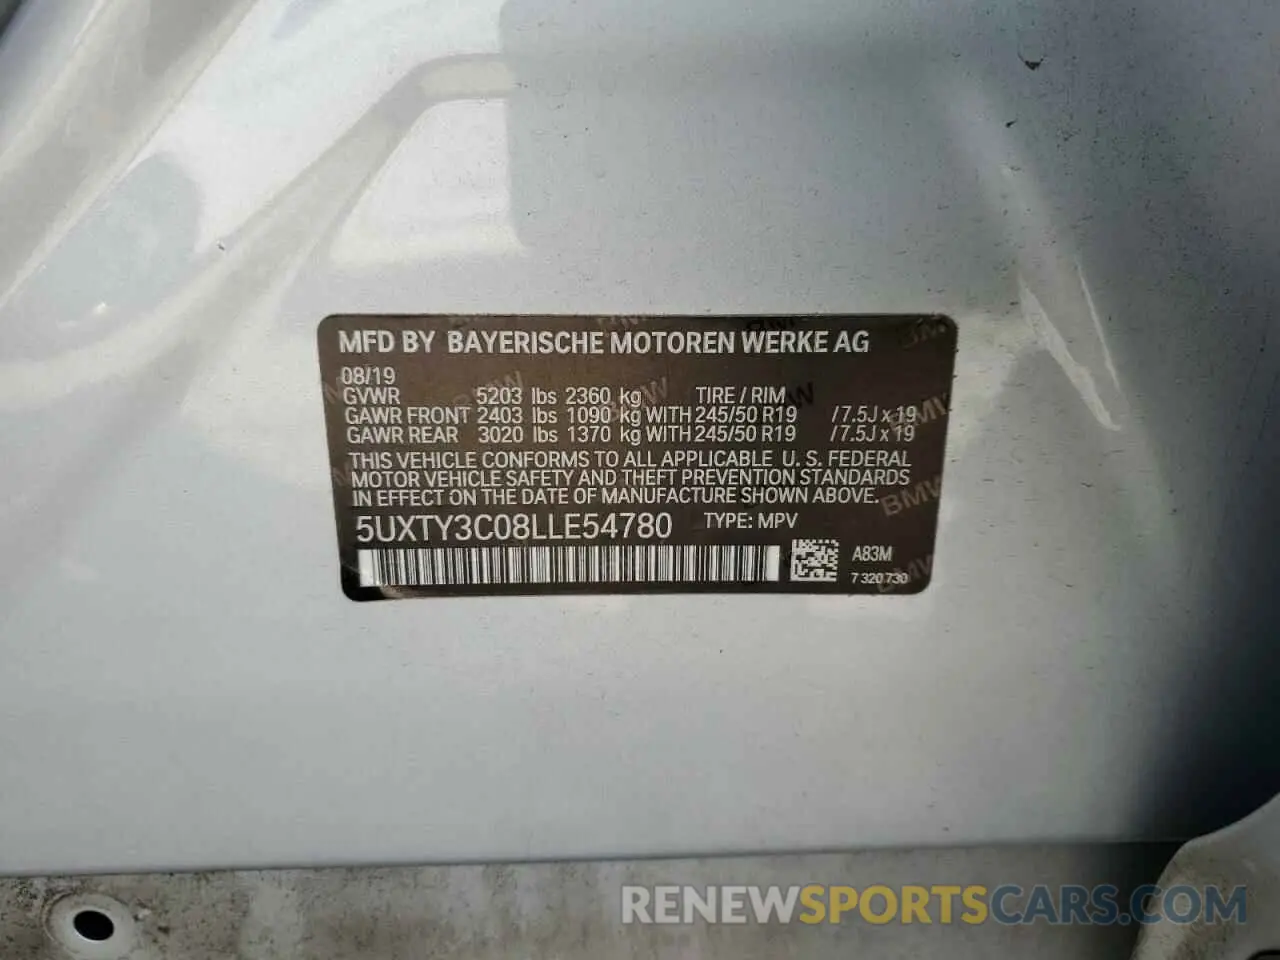 MFD BY BAYERISCHE MOTOREN WERKE AG
08/19
GVWR 5203 lbs 2360 kg TIRE / RIM
GAWR FRONT 2403 lbs 1090 kg WITH 245/50 R19 / 7.5J x 19
GAWR REAR 3020 lbs 1370 kg WITH 245/50 R19 / 7.5J x 19
THIS VEHICLE CONFORMS TO ALL APPLICABLE U. S. FEDERAL
MOTOR VEHICLE SAFETY AND THEFT PREVENTION STANDARDS
IN EFFECT ON THE DATE OF MANUFACTURE SHOWN ABOVE.
5UXTY3C08LLE54780 TYPE: MPV
A83M
7 320 730
RENEWSPORTSCARS.COM